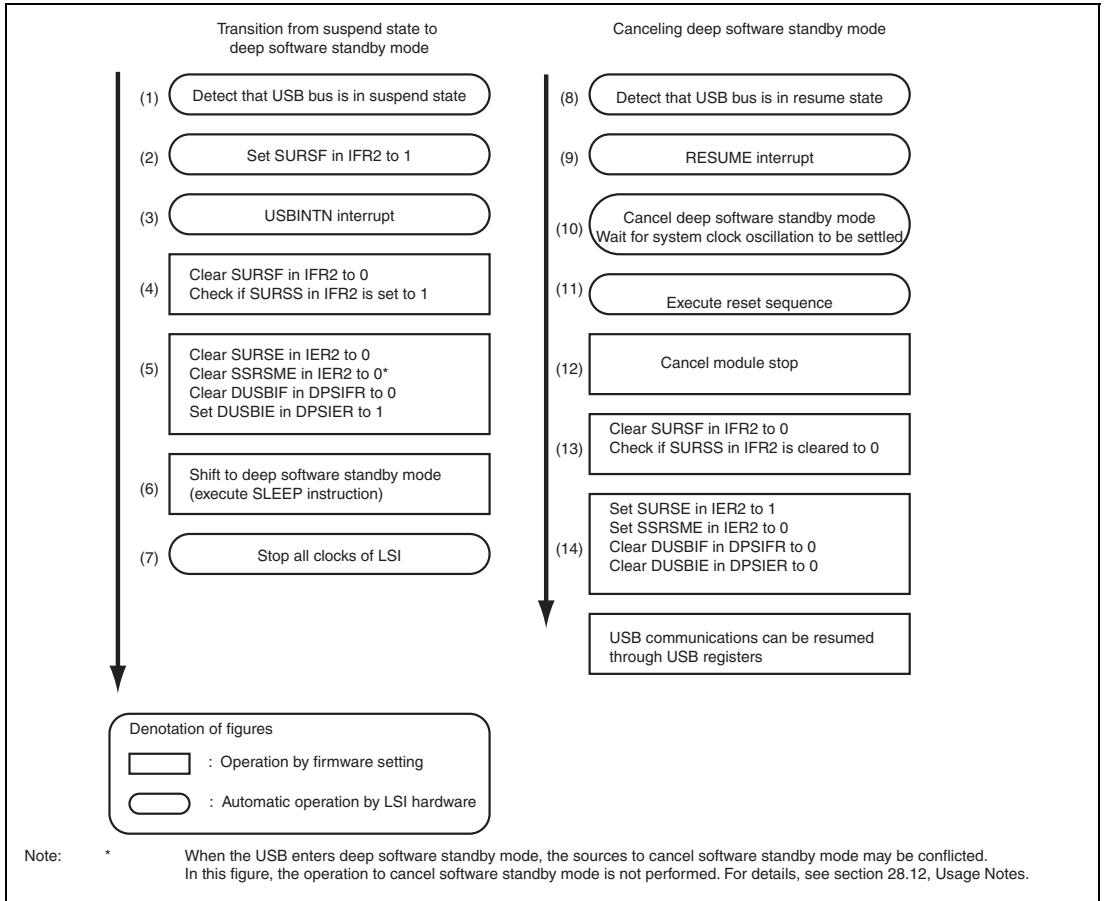 Transition from suspend state to
deep software standby mode
(1) Detect that USB bus is in suspend state
(2) Set SURSF in IFR2 to 1
(3) USBINTN interrupt
(4) Clear SURSF in IFR2 to 0
Check if SURSS in IFR2 is set to 1
(5) Clear SURSE in IER2 to 0
Clear SSRSME in IER2 to 0*
Clear DUSBIF in DPSIFR to 0
Set DUSBIE in DPSIER to 1
(6) Shift to deep software standby mode
(execute SLEEP instruction)
(7) Stop all clocks of LSI
Canceling deep software standby mode
(8) Detect that USB bus is in resume state
(9) RESUME interrupt
(10) Cancel deep software standby mode
Wait for system clock oscillation to be settled
(11) Execute reset sequence
(12) Cancel module stop
(13) Clear SURSF in IFR2 to 0
Check if SURSS in IFR2 is cleared to 0
(14) Set SURSE in IER2 to 1
Set SSRSME in IER2 to 0
Clear DUSBIF in DPSIFR to 0
Clear DUSBIE in DPSIER to 0
USB communications can be resumed
through USB registers
Denotation of figures
: Operation by firmware setting
: Automatic operation by LSI hardware
Note: * When the USB enters deep software standby mode, the sources to cancel software standby mode may be conflicted.
In this figure, the operation to cancel software standby mode is not performed. For details, see section 28.12, Usage Notes.